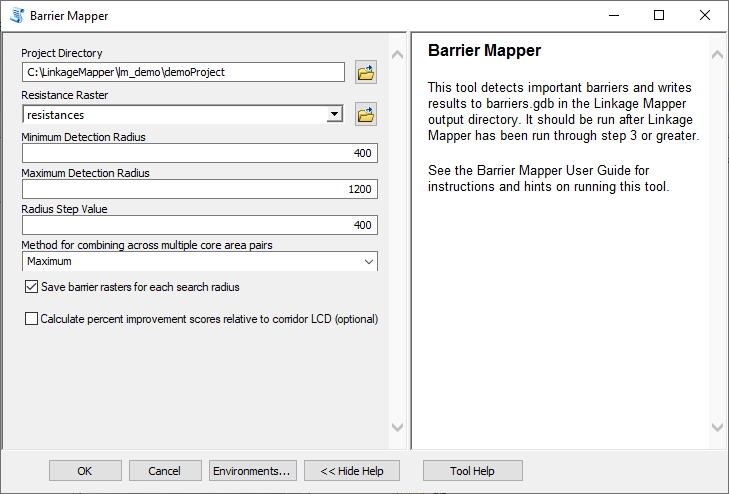 Barrier Mapper
Project Directory
C:\LinkageMapper\lm_demo\demoProject
Resistance Raster
resistances
Minimum Detection Radius
400
Maximum Detection Radius
1200
Radius Step Value
400
Method for combining across multiple core area pairs
Maximum
Save barrier rasters for each search radius
Calculate percent improvement scores relative to corridor LCD (optional)
Barrier Mapper
This tool detects important barriers and writes
results to barriers.gdb in the Linkage Mapper
output directory. It should be run after Linkage
Mapper has been run through step 3 or greater.
See the Barrier Mapper User Guide for
instructions and hints on running this tool.
OK
Cancel
Environments...
<< Hide Help
Tool Help